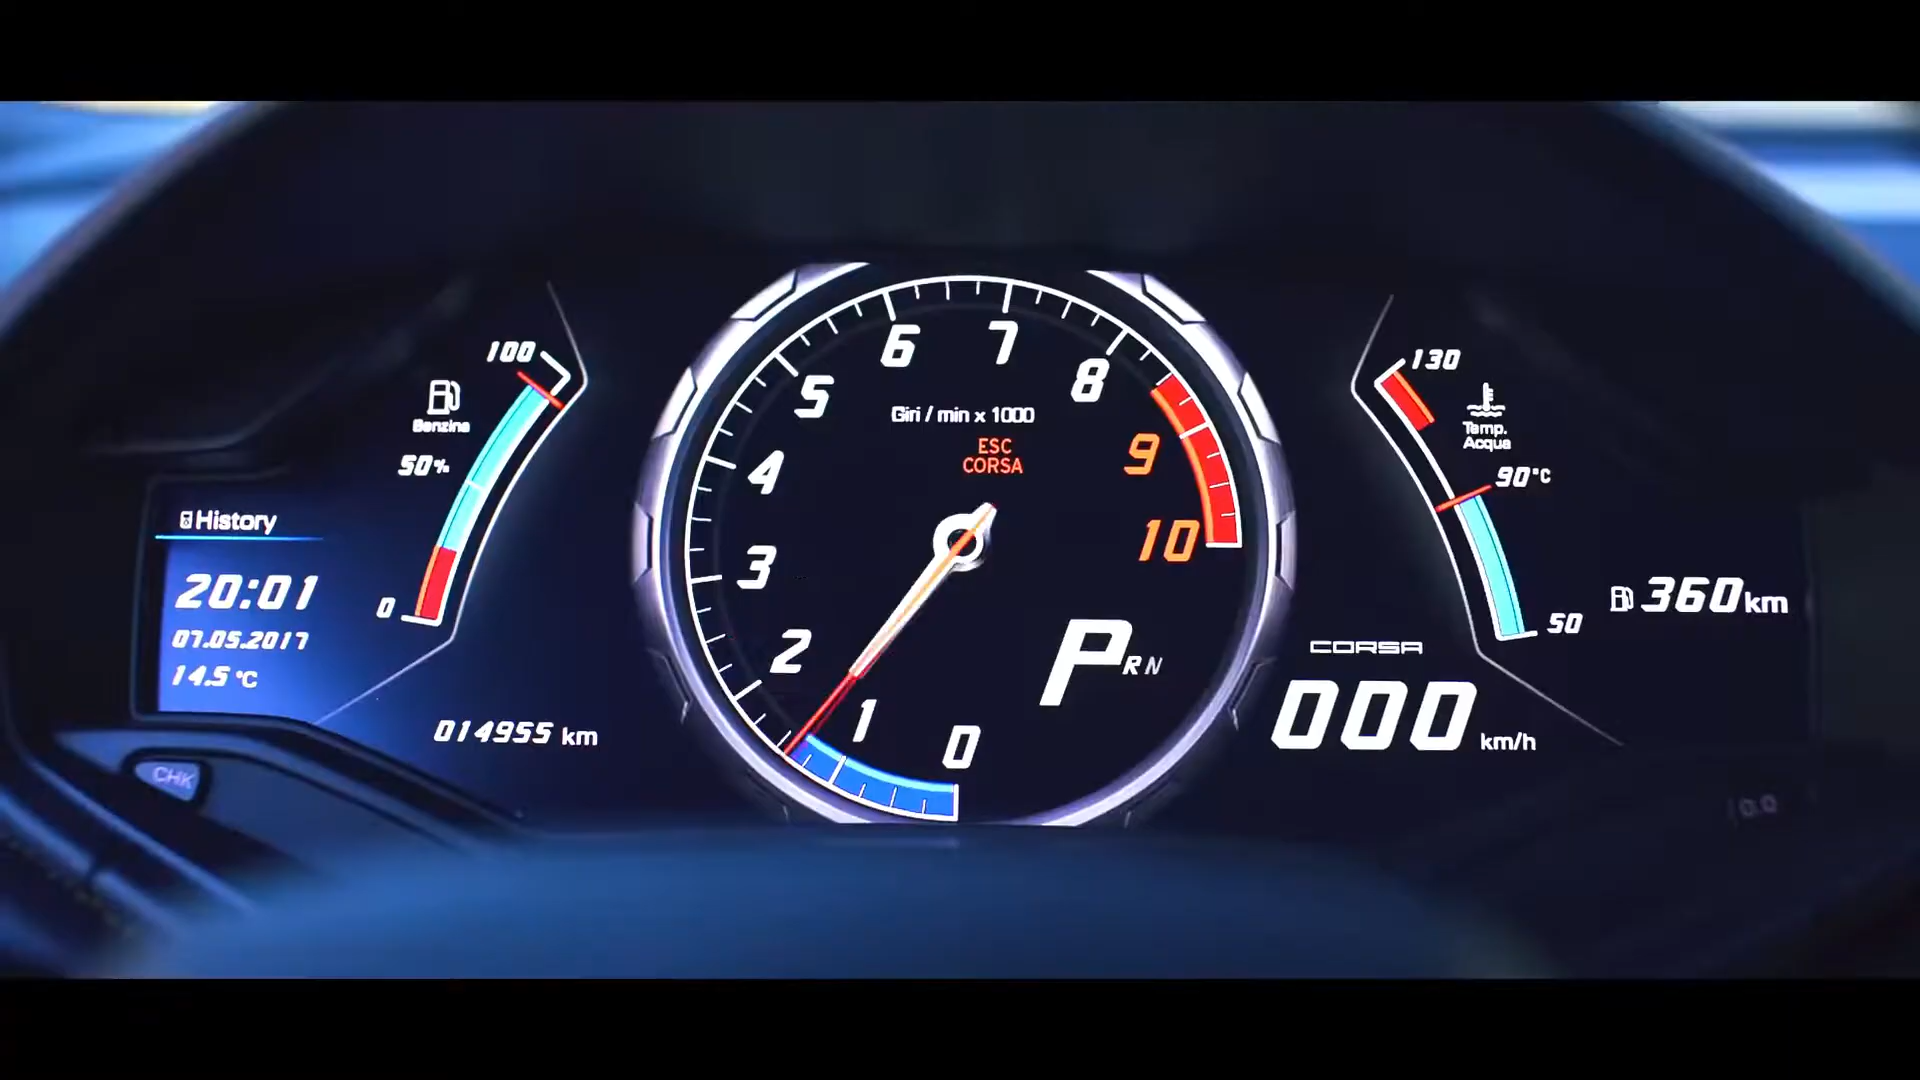 100
Benzina
50%
0
History
20:01
07.05.2017
14.5 °C
014955 km
CHK
6
7
8
5
Giri / min x 1000
ESC
CORSA
9
4
10
3
2
1
0
P R N
130
Temp.
Acqua
90°C
50
360 km
CORSA
000 km/h
0.0